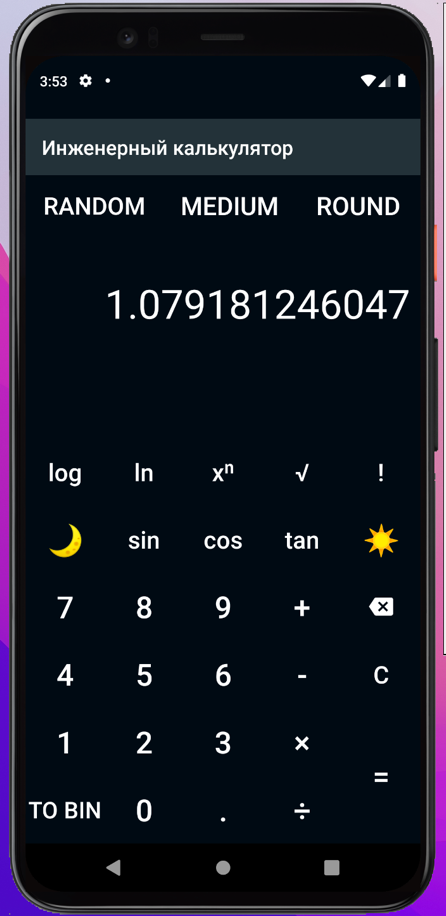 3:53
Инженерный калькулятор
RANDOM MEDIUM ROUND
1.079181246047
log ln xⁿ √ !
sin cos tan
7 8 9 +
4 5 6 - C
1 2 3 ×
=
TO BIN 0 . ÷